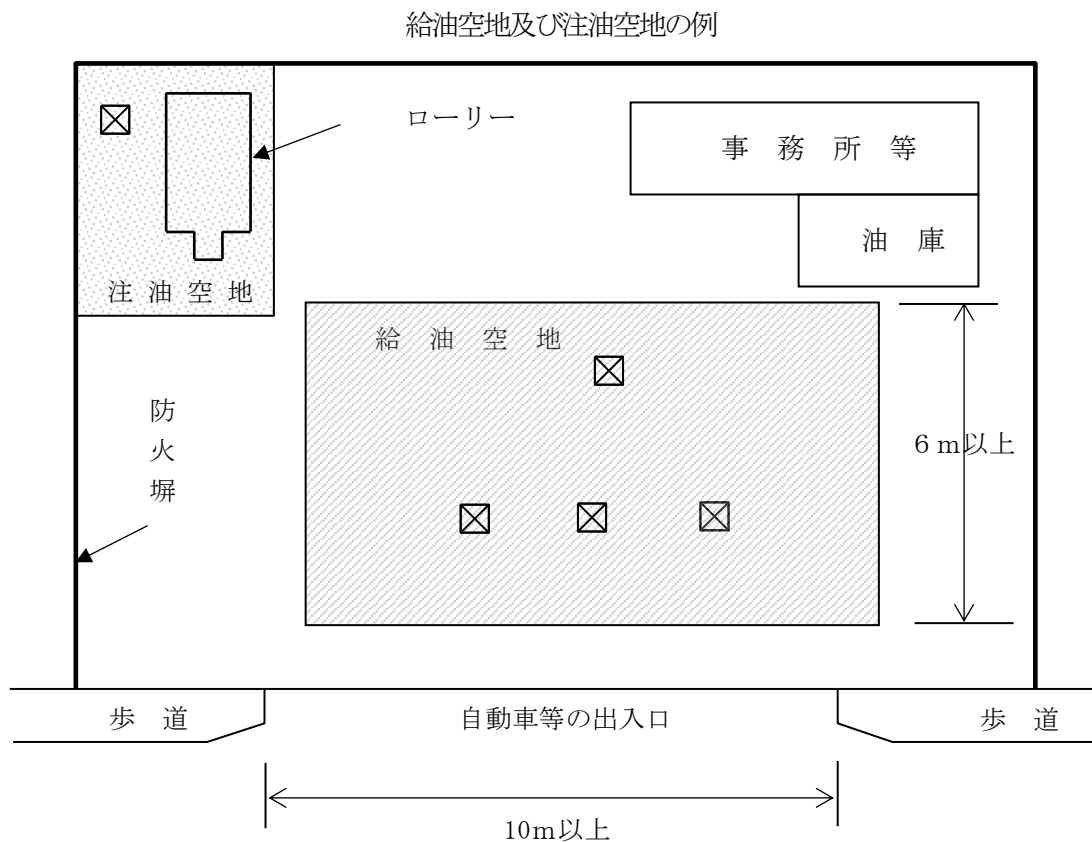 給油空地及び注油空地の例
ローリー
事務所等
油庫
注油空地
給油空地
防火塀
6m以上
歩道
自動車等の出入口
歩道
10m以上